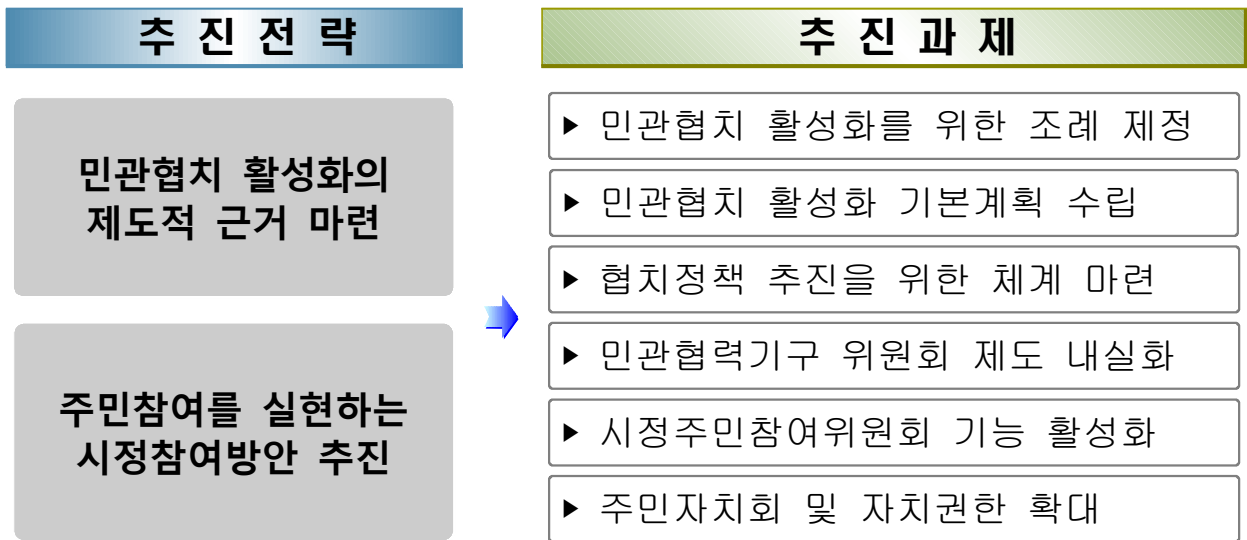 추 진 전 략
추 진 과 제
민관협치 활성화의
제도적 근거 마련
주민참여를 실현하는
시정참여방안 추진
▶ 민관협치 활성화를 위한 조례 제정
▶ 민관협치 활성화 기본계획 수립
▶ 협치정책 추진을 위한 체계 마련
▶ 민관협력기구 위원회 제도 내실화
▶ 시정주민참여위원회 기능 활성화
▶ 주민자치회 및 자치권한 확대